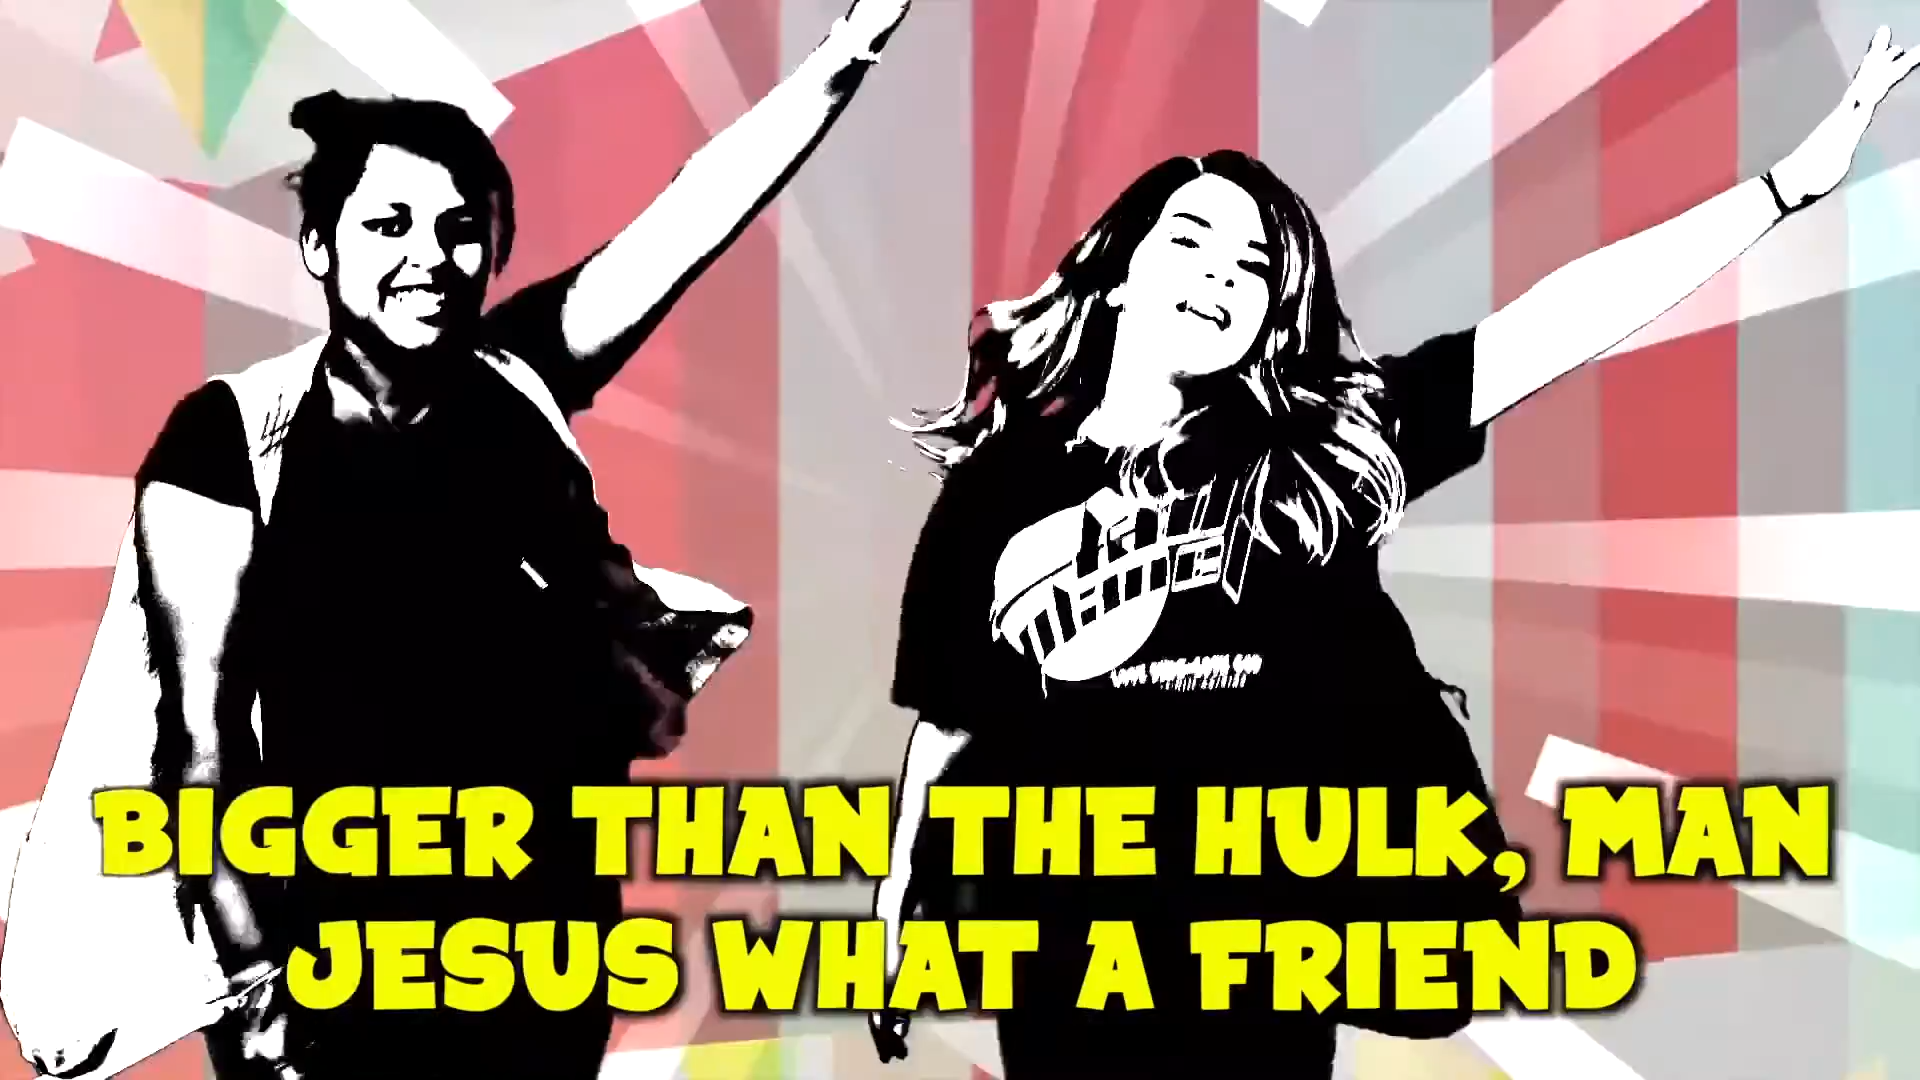 BIGGER THAN THE HULK, MAN
JESUS WHAT A FRIEND